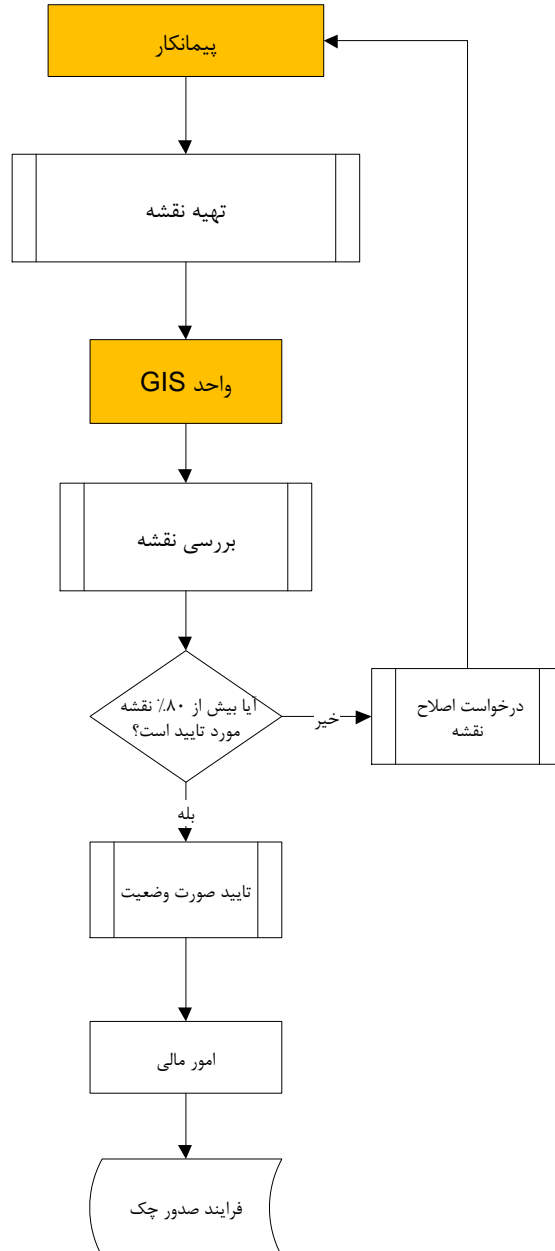 پیمانکار
تهیه نقشه
واحد GIS
بررسی نقشه
آیا بیش از ۸۰٪ نقشه
مورد تایید است؟
خیر
درخواست اصلاح
نقشه
بله
تایید صورت وضعیت
امور مالی
فرایند صدور چک